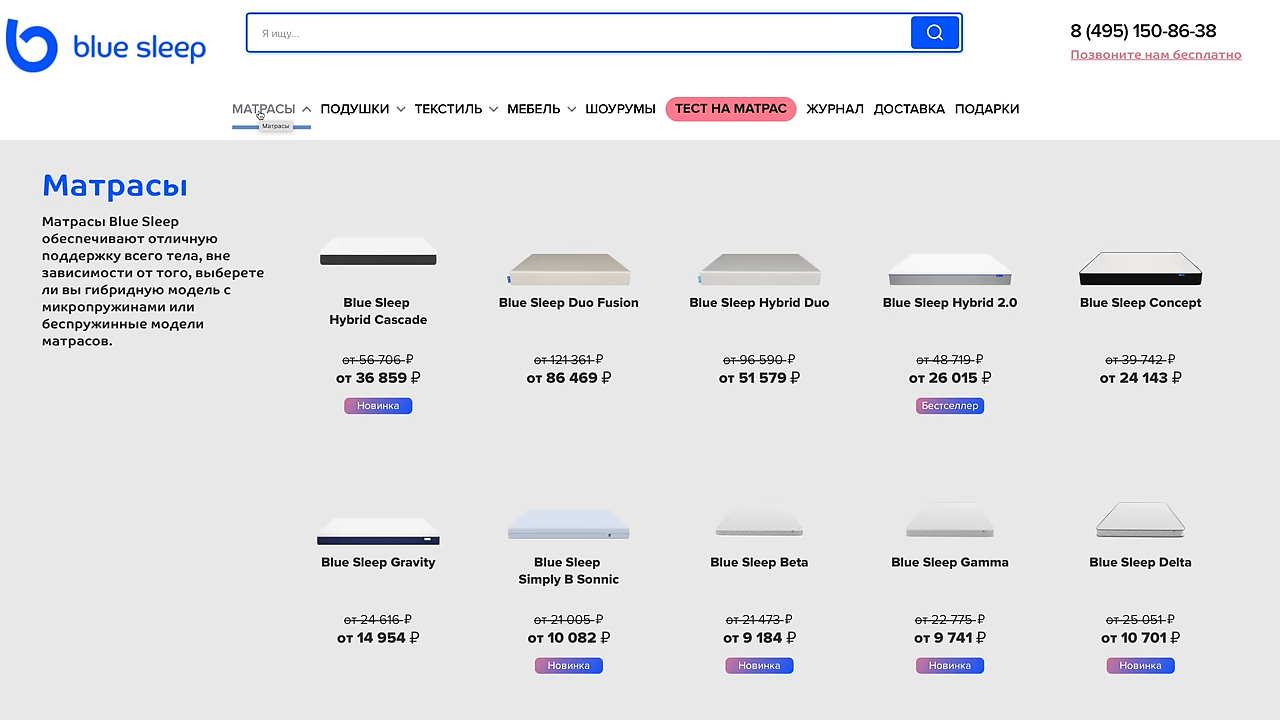 blue sleep
Я ищу...
8 (495) 150-86-38
Позвоните нам бесплатно
МАТРАСЫ ПОДУШКИ ТЕКСТИЛЬ МЕБЕЛЬ ШОУРУМЫ ТЕСТ НА МАТРАС ЖУРНАЛ ДОСТАВКА ПОДАРКИ
Матрасы
Матрасы
Матрасы Blue Sleep
обеспечивают отличную
поддержку всего тела, вне
зависимости от того, выберете
ли вы гибридную модель с
микропружинами или
беспружинные модели
матрасов.
Blue Sleep
Hybrid Cascade
от 56 706 ₽
от 36 859 ₽
Новинка
Blue Sleep Duo Fusion
от 121 361 ₽
от 86 469 ₽
Blue Sleep Hybrid Duo
от 96 590 ₽
от 51 579 ₽
Blue Sleep Hybrid 2.0
от 48 719 ₽
от 26 015 ₽
Бестселлер
Blue Sleep Concept
от 39 742 ₽
от 24 143 ₽
Blue Sleep Gravity
от 24 616 ₽
от 14 954 ₽
Blue Sleep
Simply B Sonnic
от 21 005 ₽
от 10 082 ₽
Новинка
Blue Sleep Beta
от 21 473 ₽
от 9 184 ₽
Новинка
Blue Sleep Gamma
от 22 775 ₽
от 9 741 ₽
Новинка
Blue Sleep Delta
от 25 051 ₽
от 10 701 ₽
Новинка